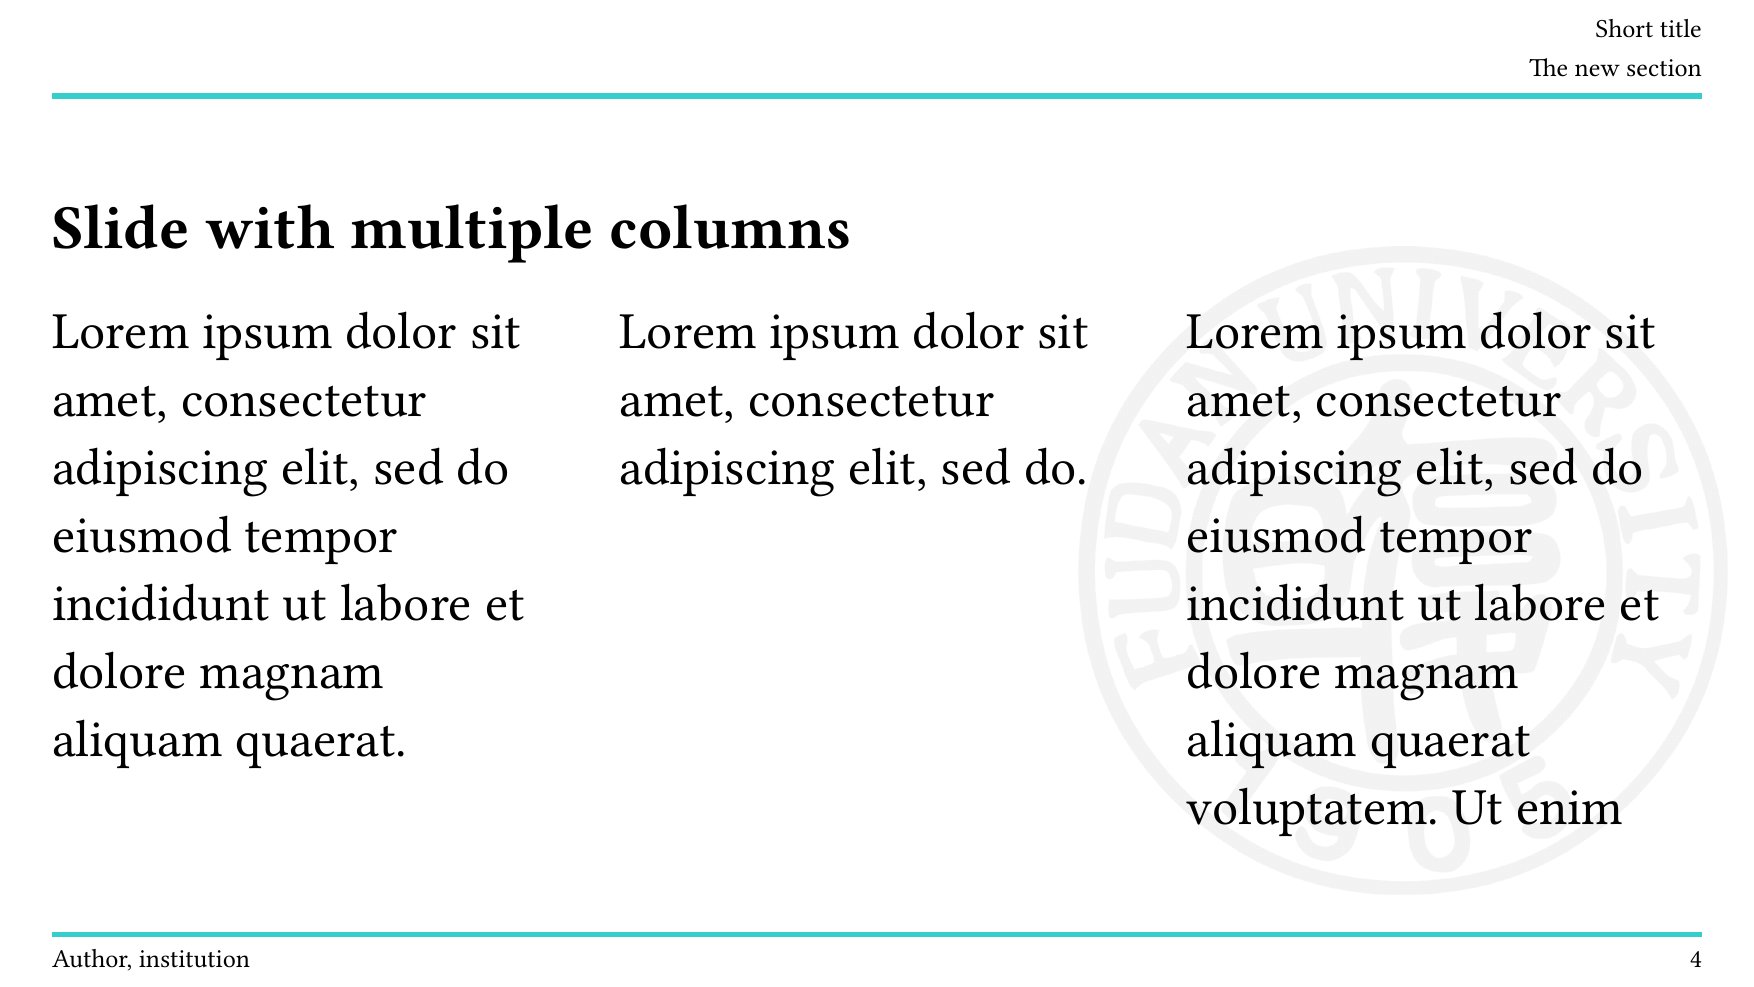 Short title
The new section
Slide with multiple columns
Lorem ipsum dolor sit
amet, consectetur
adipiscing elit, sed do
eiusmod tempor
incididunt ut labore et
dolore magnam
aliquam quaerat.
Lorem ipsum dolor sit
amet, consectetur
adipiscing elit, sed do.
Lorem ipsum dolor sit
amet, consectetur
adipiscing elit, sed do
eiusmod tempor
incididunt ut labore et
dolore magnam
aliquam quaerat
voluptatem. Ut enim
FUDAN UNIVERSITY
1905
Author, institution
4